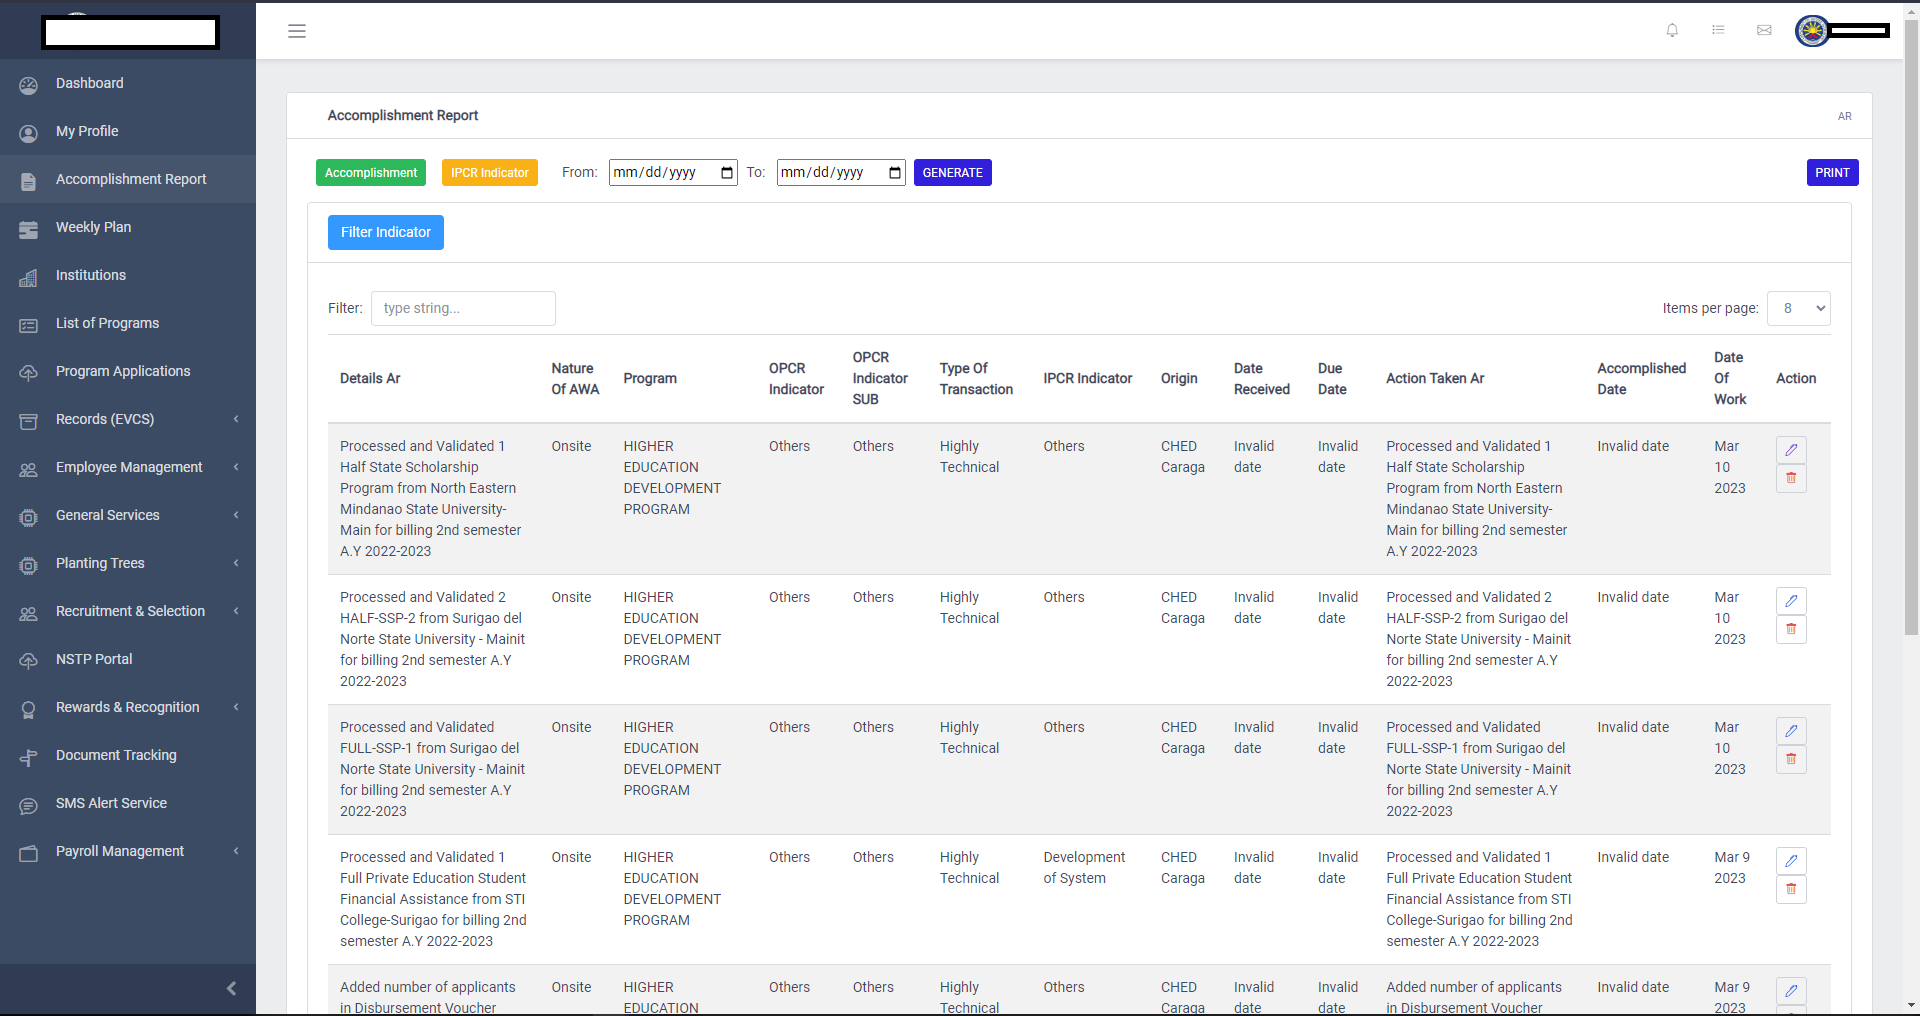 Dashboard
My Profile
Accomplishment Report
Weekly Plan
Institutions
List of Programs
Program Applications
Records (EVCS)
Employee Management
General Services
Planting Trees
Recruitment & Selection
NSTP Portal
Rewards & Recognition
Document Tracking
SMS Alert Service
Payroll Management
Accomplishment Report
AR
Accomplishment
IPCR Indicator
From:
mm/dd/yyyy
To:
mm/dd/yyyy
GENERATE
PRINT
Filter Indicator
Filter:
type string...
Items per page:
8
Details Ar
Nature
Of AWA
Program
OPCR
Indicator
OPCR
Indicator
SUB
Type Of
Transaction
IPCR Indicator
Origin
Date
Received
Due
Date
Action Taken Ar
Accomplished
Date
Date
Of
Work
Action
Processed and Validated 1
Half State Scholarship
Program from North Eastern
Mindanao State University-
Main for billing 2nd semester
A.Y 2022-2023
Onsite
HIGHER
EDUCATION
DEVELOPMENT
PROGRAM
Others
Others
Highly
Technical
Others
CHED
Caraga
Invalid
date
Invalid
date
Processed and Validated 1
Half State Scholarship
Program from North Eastern
Mindanao State University-
Main for billing 2nd semester
A.Y 2022-2023
Invalid date
Mar
10
2023
Processed and Validated 2
HALF-SSP-2 from Surigao del
Norte State University - Mainit
for billing 2nd semester A.Y
2022-2023
Onsite
HIGHER
EDUCATION
DEVELOPMENT
PROGRAM
Others
Others
Highly
Technical
Others
CHED
Caraga
Invalid
date
Invalid
date
Processed and Validated 2
HALF-SSP-2 from Surigao del
Norte State University - Mainit
for billing 2nd semester A.Y
2022-2023
Invalid date
Mar
10
2023
Processed and Validated
FULL-SSP-1 from Surigao del
Norte State University - Mainit
for billing 2nd semester A.Y
2022-2023
Onsite
HIGHER
EDUCATION
DEVELOPMENT
PROGRAM
Others
Others
Highly
Technical
Others
CHED
Caraga
Invalid
date
Invalid
date
Processed and Validated
FULL-SSP-1 from Surigao del
Norte State University - Mainit
for billing 2nd semester A.Y
2022-2023
Invalid date
Mar
10
2023
Processed and Validated 1
Full Private Education Student
Financial Assistance from STI
College-Surigao for billing 2nd
semester A.Y 2022-2023
Onsite
HIGHER
EDUCATION
DEVELOPMENT
PROGRAM
Others
Others
Highly
Technical
Development
of System
CHED
Caraga
Invalid
date
Invalid
date
Processed and Validated 1
Full Private Education Student
Financial Assistance from STI
College-Surigao for billing 2nd
semester A.Y 2022-2023
Invalid date
Mar 9
2023
Added number of applicants
in Disbursement Voucher
Onsite
HIGHER
EDUCATION
Others
Others
Highly
Technical
Others
CHED
Caraga
Invalid
date
Invalid
date
Added number of applicants
in Disbursement Voucher
Invalid date
Mar 9
2023